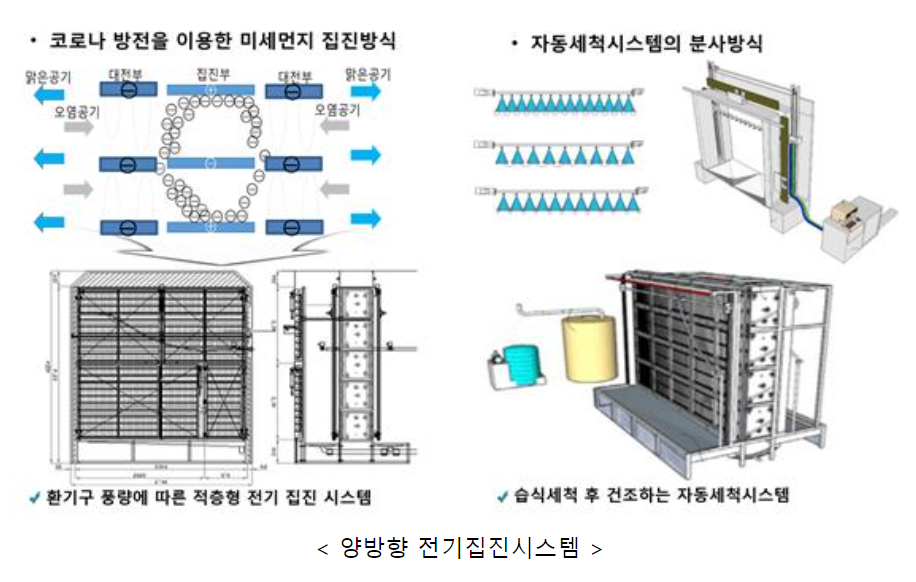 • 코로나 방전을 이용한 미세먼지 집진방식
맑은공기 대전부 집진부 대전부 맑은공기
오염공기 오염공기
✓ 환기구 풍량에 따른 적층형 전기 집진 시스템
• 자동세척시스템의 분사방식
✓ 습식세척 후 건조하는 자동세척시스템
< 양방향 전기집진시스템 >